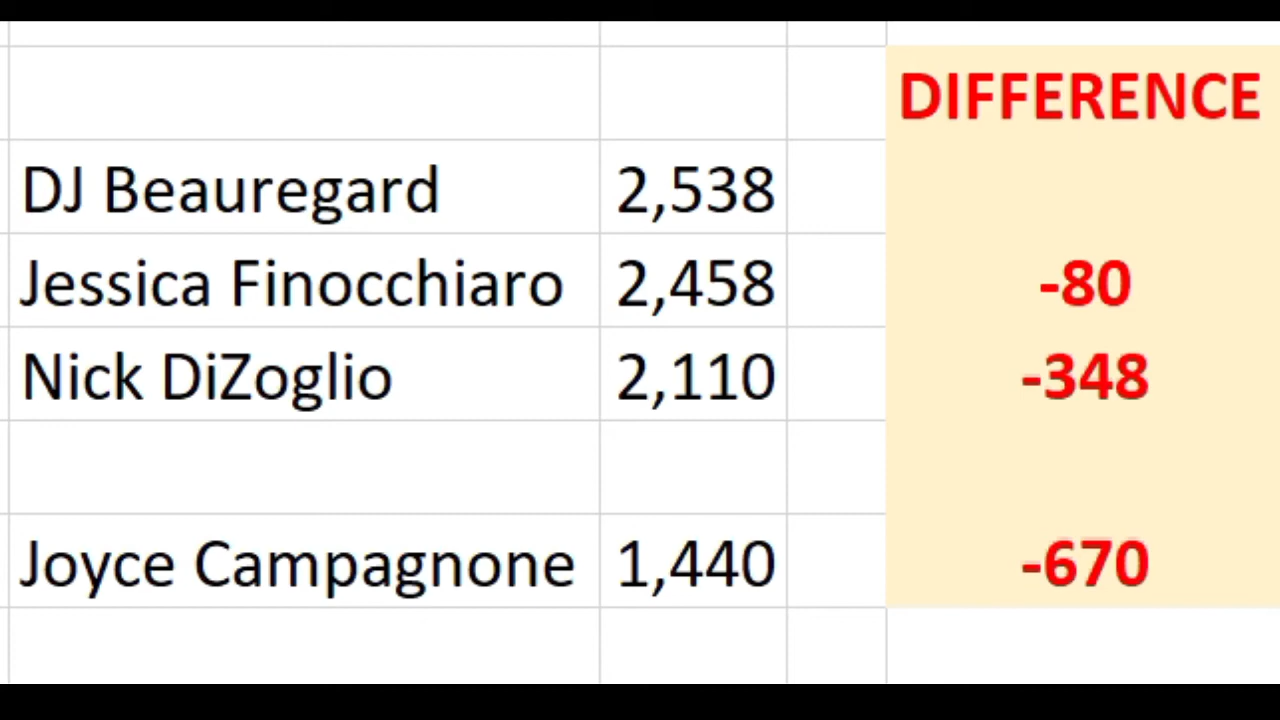 DIFFERENCE
DJ Beauregard 2,538
Jessica Finocchiaro 2,458 -80
Nick DiZoglio 2,110 -348
Joyce Campagnone 1,440 -670